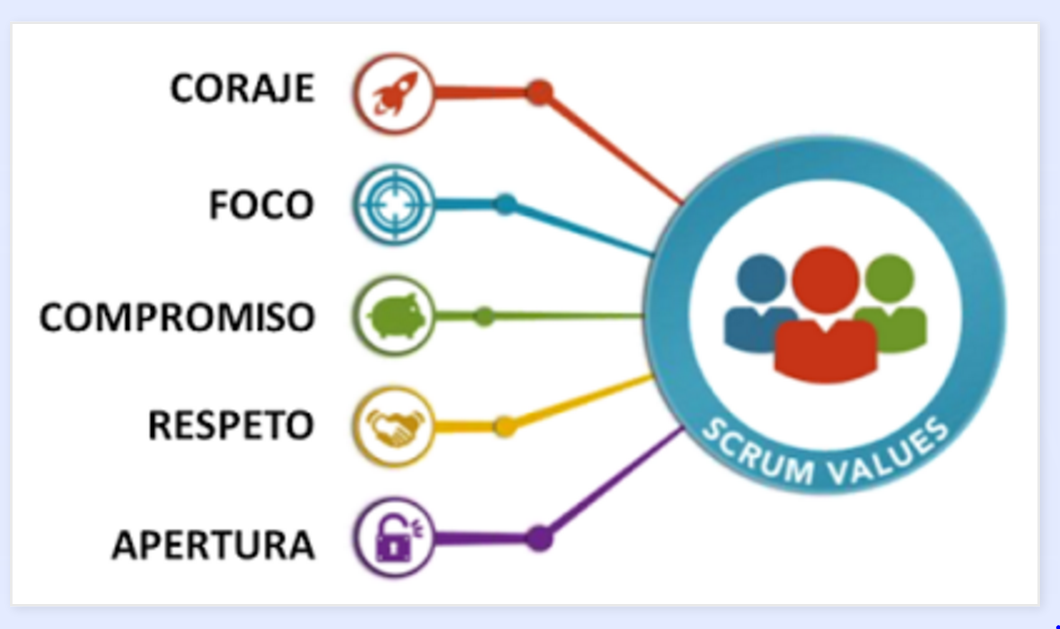 CORAJE
FOCO
COMPROMISO
RESPETO
APERTURA
SCRUM VALUES